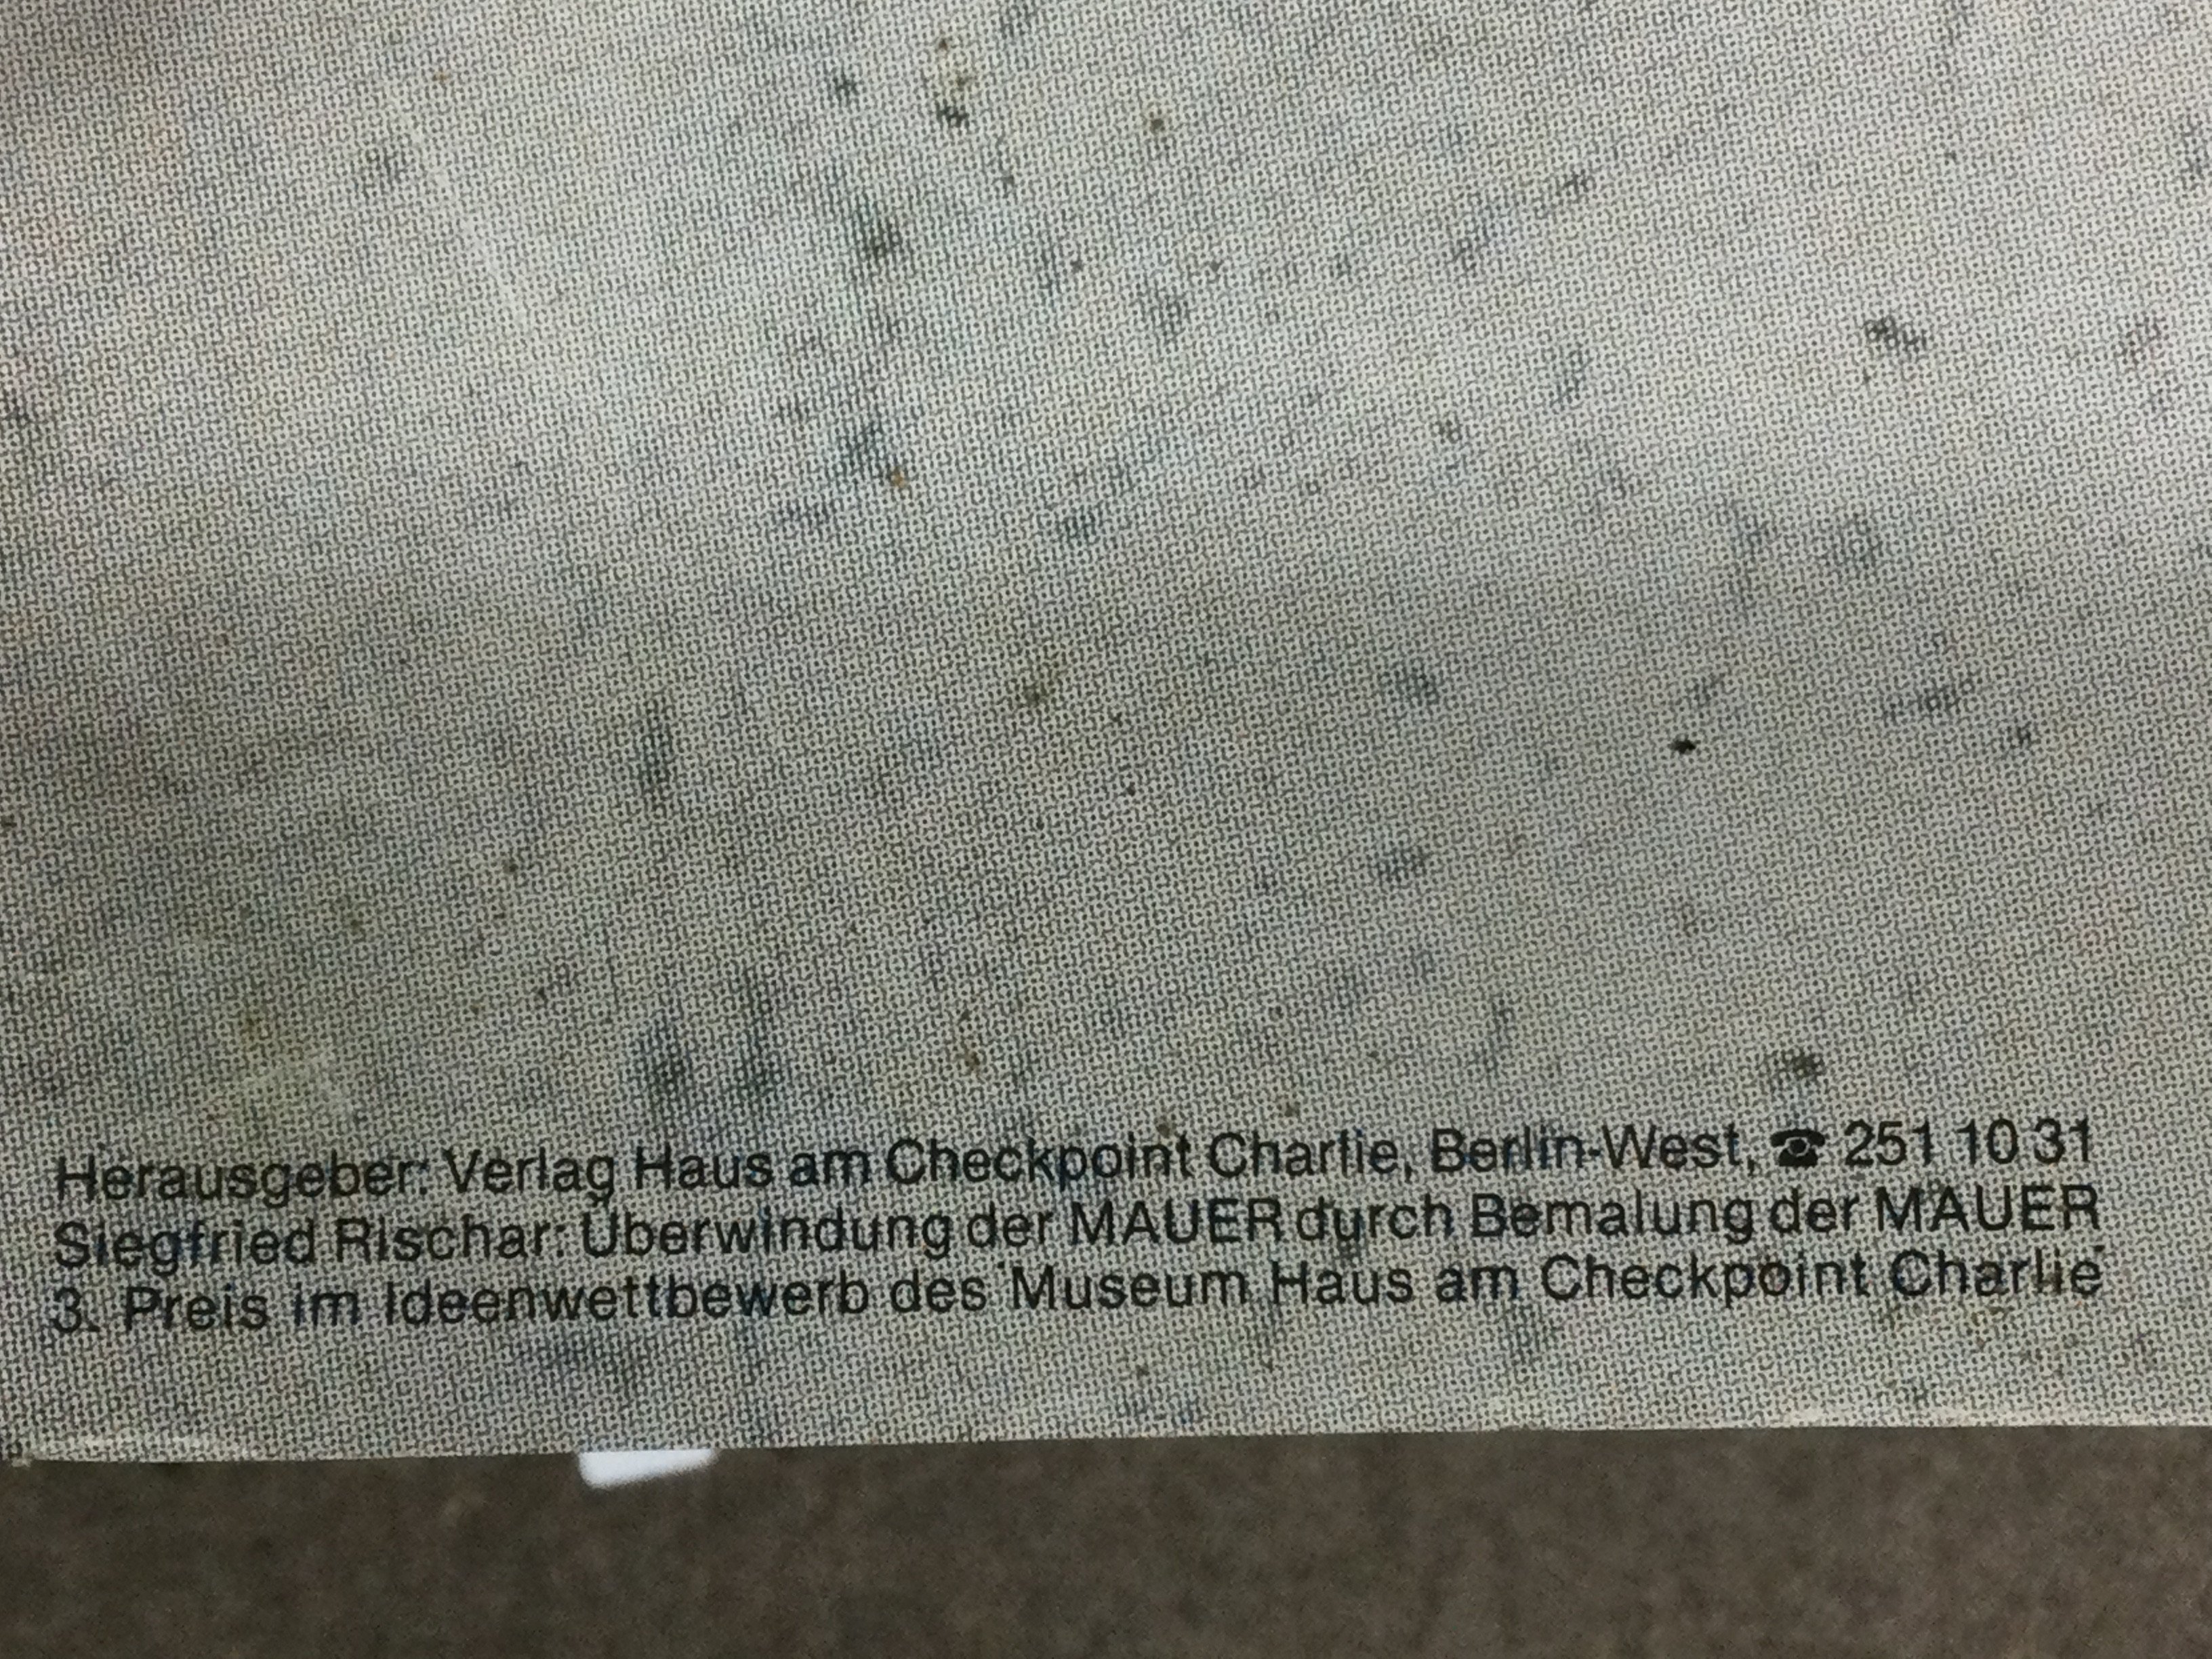 Herausgeber: Verlag Haus am Checkpoint Charlie, Berlin-West, ☎ 251 10 31
Siegfried Rischar: Überwindung der MAUER durch Bemalung der MAUER
3. Preis im Ideenwettbewerb des Museum Haus am Checkpoint Charlie